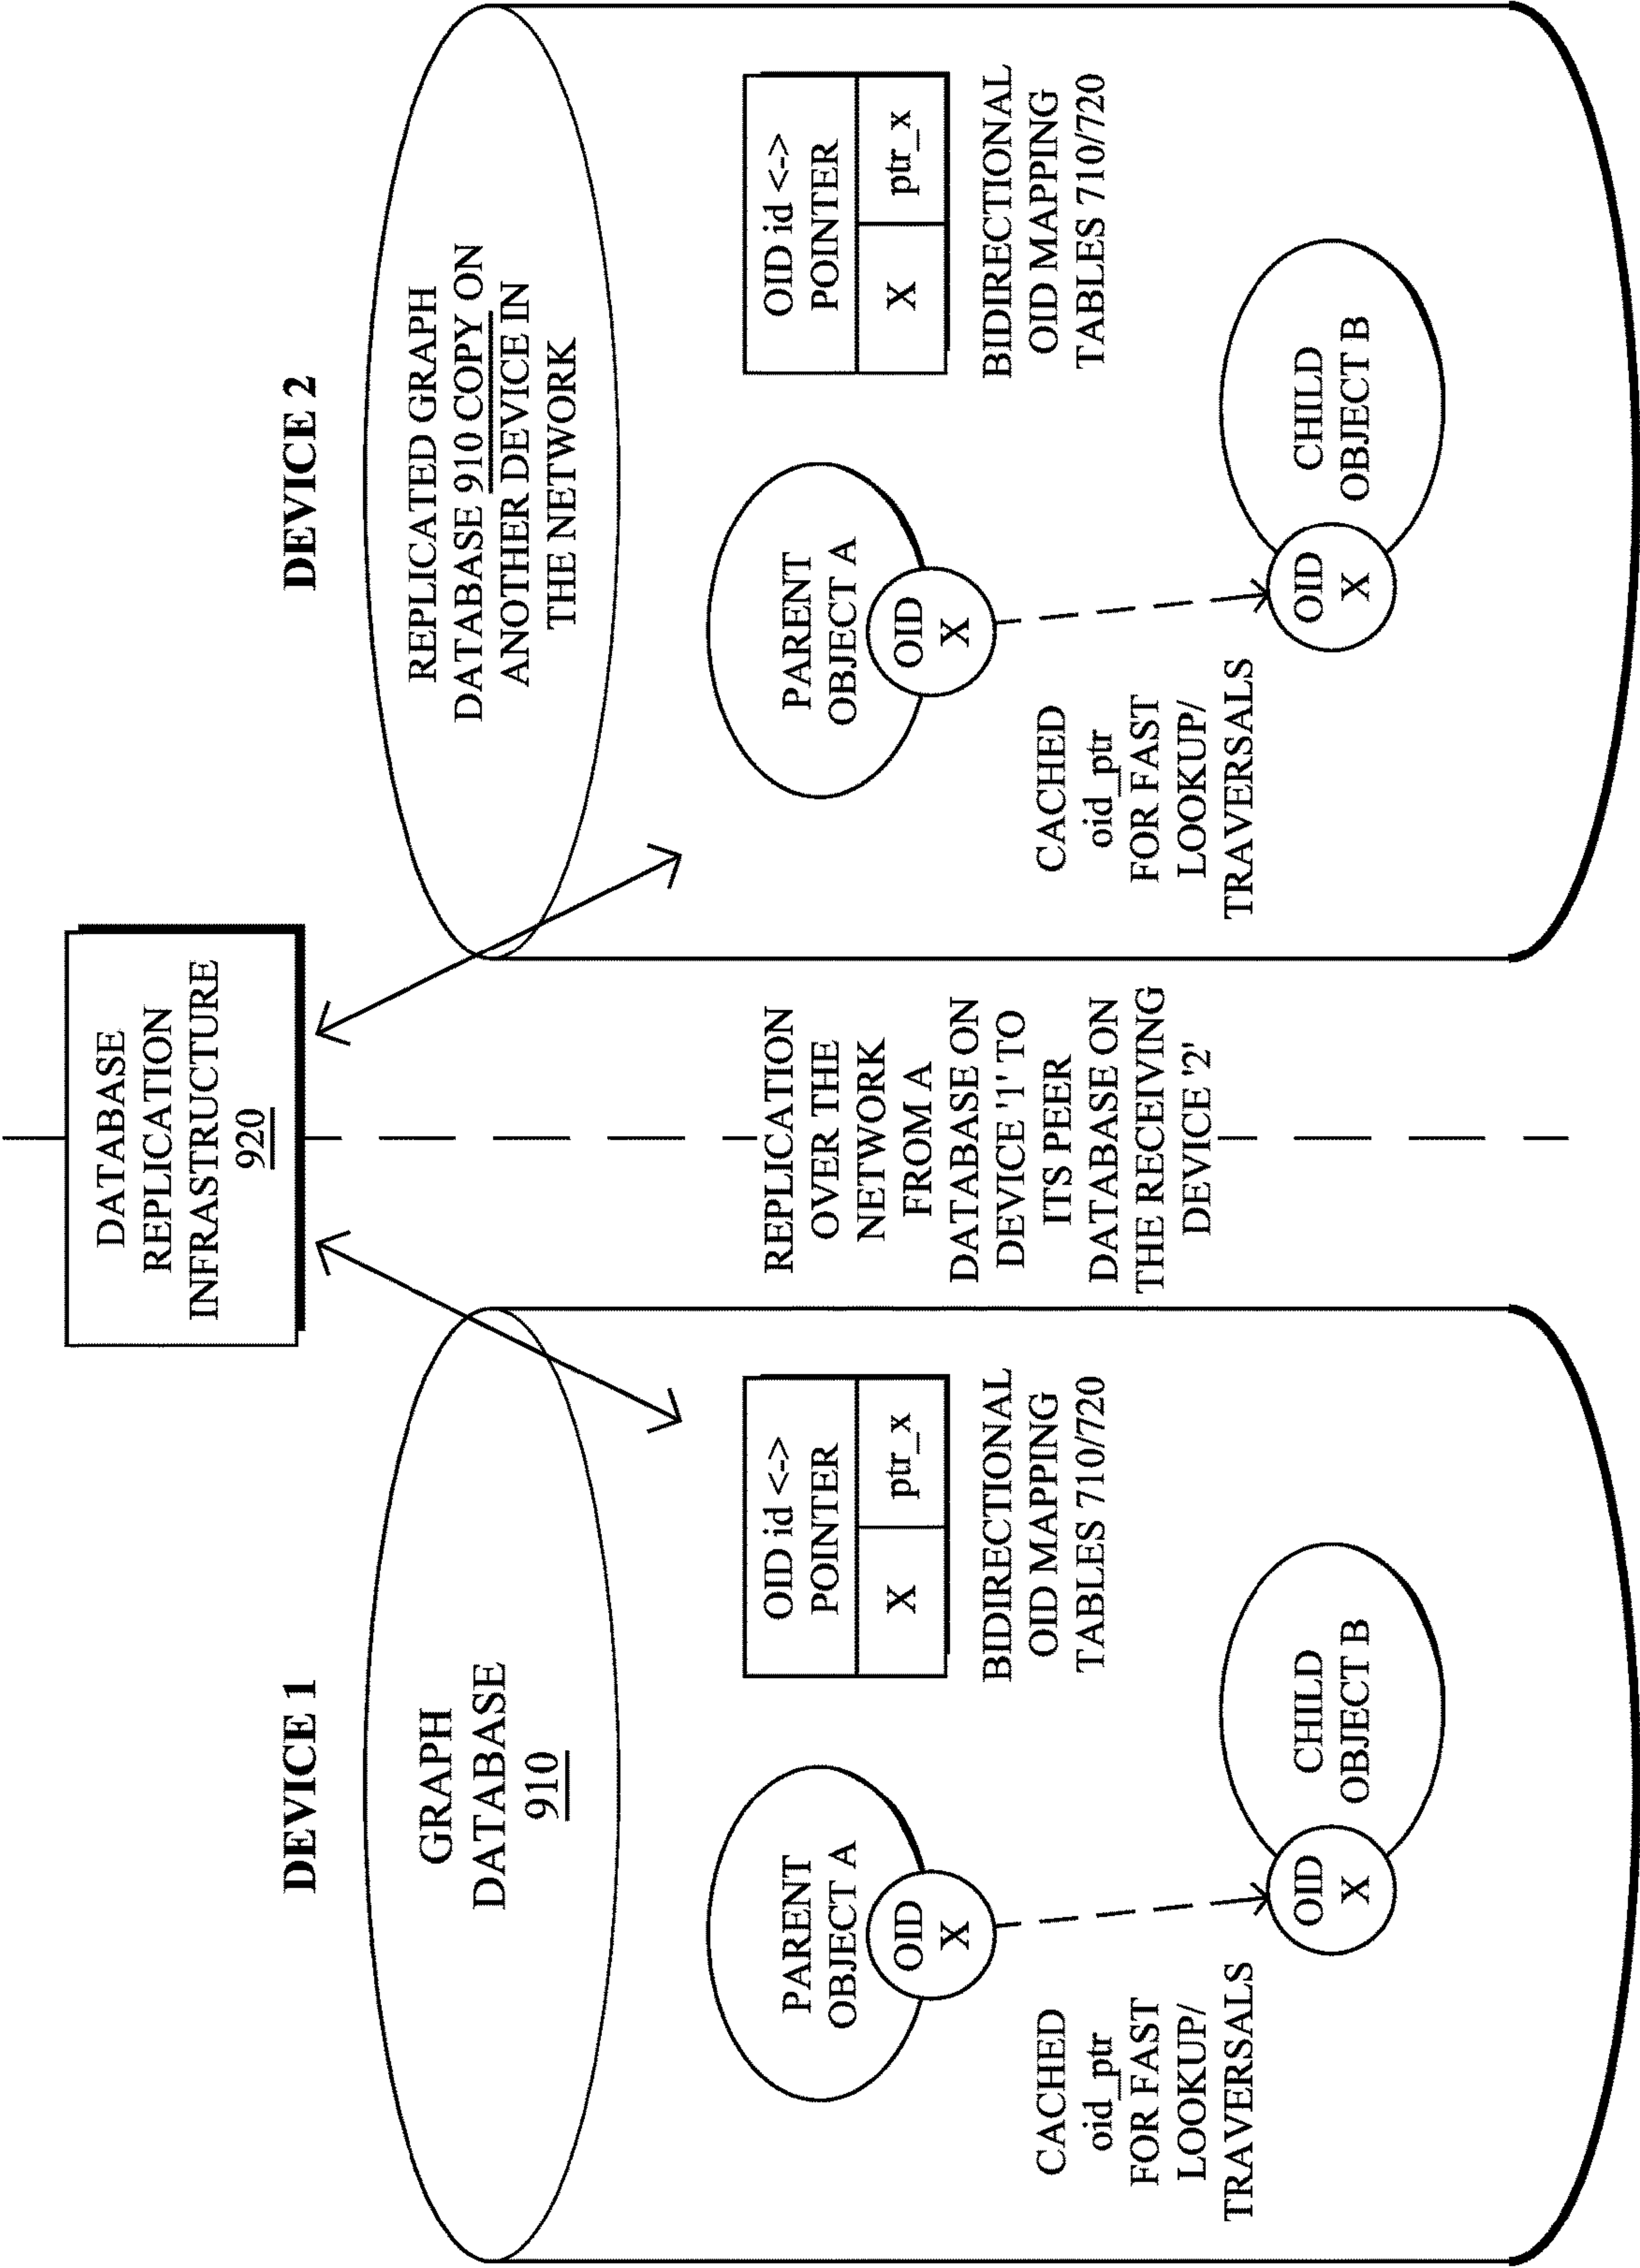 DATABASE
REPLICATION
INFRASTRUCTURE
920
DEVICE 1
GRAPH
DATABASE
910
PARENT
OBJECT A
OID
X
OID id <->
POINTER
X
ptr_x
BIDIRECTIONAL
OID MAPPING
TABLES 710/720
CACHED
oid_ptr
FOR FAST
LOOKUP/
TRAVERSALS
OID
X
CHILD
OBJECT B
REPLICATION
OVER THE
NETWORK
FROM A
DATABASE ON
DEVICE '1' TO
ITS PEER
DATABASE ON
THE RECEIVING
DEVICE '2'
DEVICE 2
REPLICATED GRAPH
DATABASE 910 COPY ON
ANOTHER DEVICE IN
THE NETWORK
PARENT
OBJECT A
OID
X
OID id <->
POINTER
X
ptr_x
BIDIRECTIONAL
OID MAPPING
TABLES 710/720
CACHED
oid_ptr
FOR FAST
LOOKUP/
TRAVERSALS
OID
X
CHILD
OBJECT B